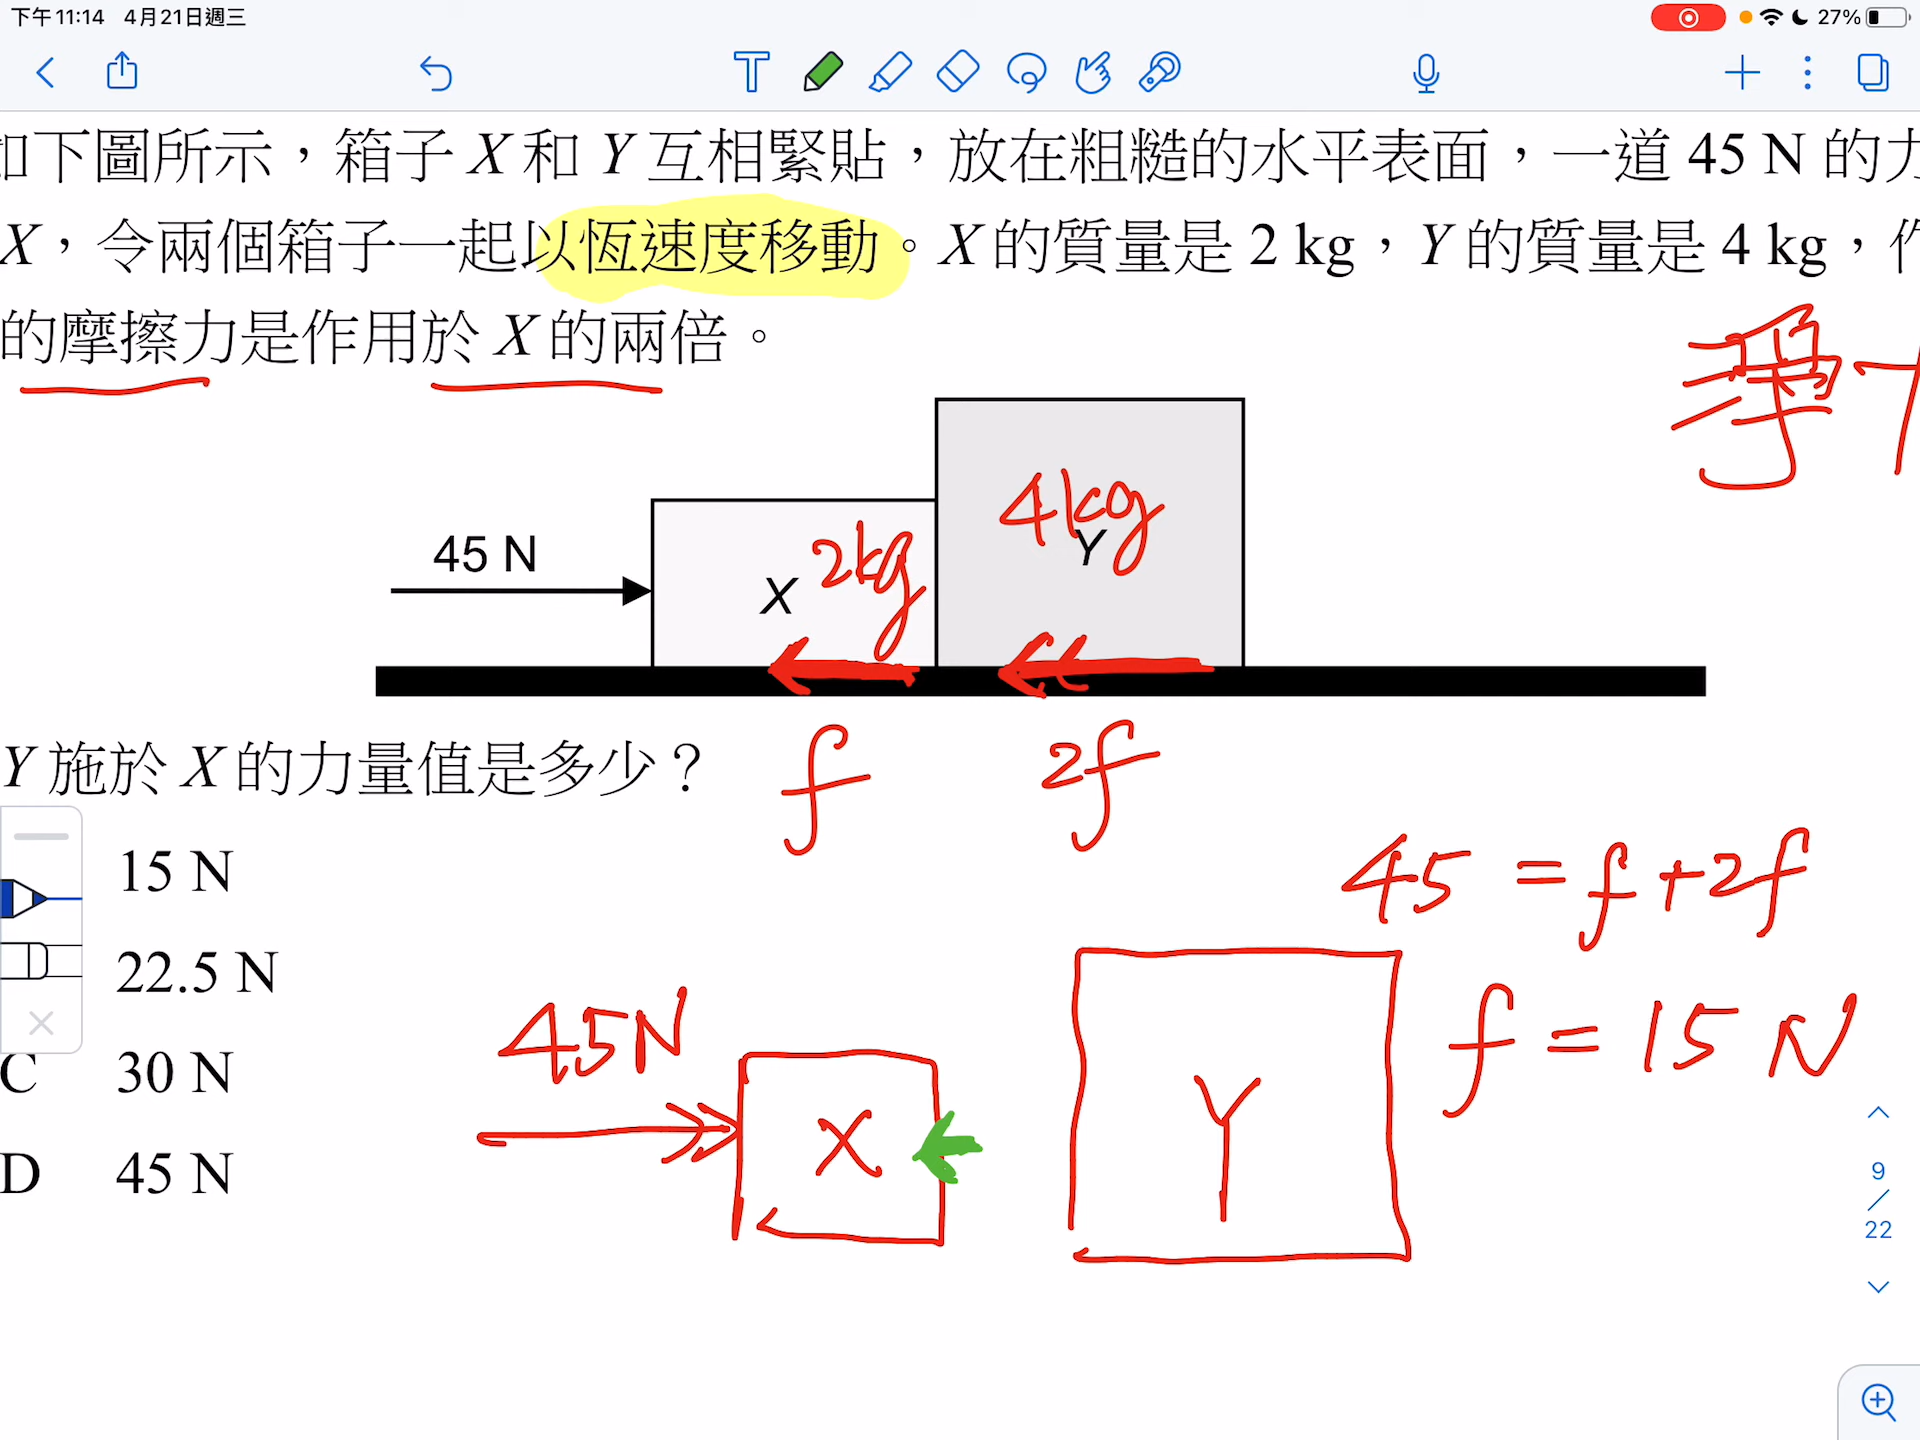 下午11:14 4月21日週三
27%
如下圖所示，箱子 X 和 Y 互相緊貼，放在粗糙的水平表面，一道 45 N 的力
X，令兩個箱子一起以恆速度移動。X 的質量是 2 kg，Y 的質量是 4 kg，作
的摩擦力是作用於 X 的兩倍。
淨
45 N
X
2kg
4kg
Y
f
2f
Y 施於 X 的力量值是多少？
15 N
22.5 N
C 30 N
D 45 N
45 = f+2f
f = 15 N
45N
X
Y
9
/
22